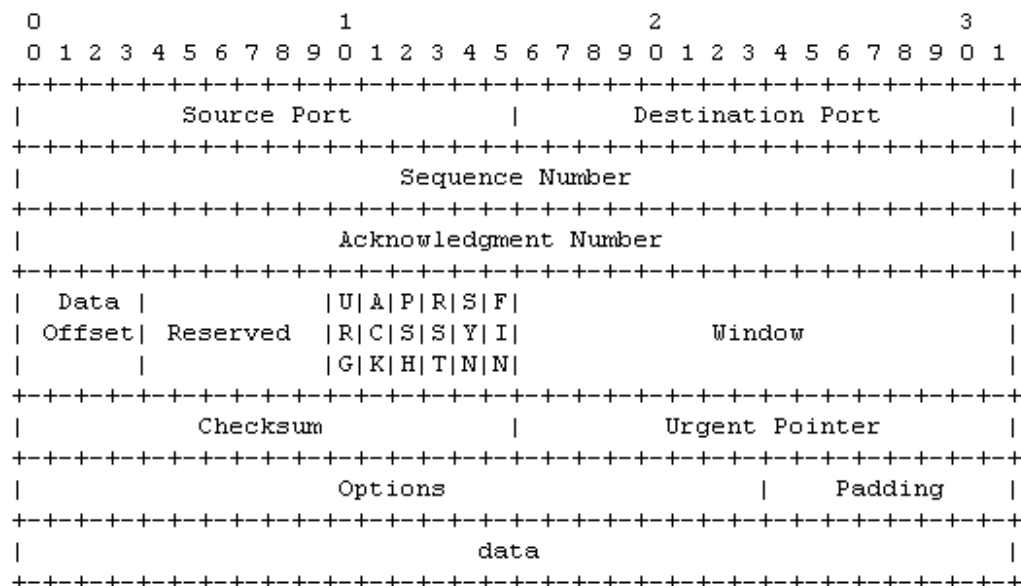 0                   1                   2                   3
 0 1 2 3 4 5 6 7 8 9 0 1 2 3 4 5 6 7 8 9 0 1 2 3 4 5 6 7 8 9 0 1
+-+-+-+-+-+-+-+-+-+-+-+-+-+-+-+-+-+-+-+-+-+-+-+-+-+-+-+-+-+-+-+-+
|          Source Port          |       Destination Port        |
+-+-+-+-+-+-+-+-+-+-+-+-+-+-+-+-+-+-+-+-+-+-+-+-+-+-+-+-+-+-+-+-+
|                        Sequence Number                        |
+-+-+-+-+-+-+-+-+-+-+-+-+-+-+-+-+-+-+-+-+-+-+-+-+-+-+-+-+-+-+-+-+
|                    Acknowledgment Number                      |
+-+-+-+-+-+-+-+-+-+-+-+-+-+-+-+-+-+-+-+-+-+-+-+-+-+-+-+-+-+-+-+-+
|  Data |           |U|A|P|R|S|F|                               |
| Offset| Reserved  |R|C|S|S|Y|I|            Window             |
|       |           |G|K|H|T|N|N|                               |
+-+-+-+-+-+-+-+-+-+-+-+-+-+-+-+-+-+-+-+-+-+-+-+-+-+-+-+-+-+-+-+-+
|           Checksum            |         Urgent Pointer        |
+-+-+-+-+-+-+-+-+-+-+-+-+-+-+-+-+-+-+-+-+-+-+-+-+-+-+-+-+-+-+-+-+
|                    Options                    |    Padding    |
+-+-+-+-+-+-+-+-+-+-+-+-+-+-+-+-+-+-+-+-+-+-+-+-+-+-+-+-+-+-+-+-+
|                             data                              |
+-+-+-+-+-+-+-+-+-+-+-+-+-+-+-+-+-+-+-+-+-+-+-+-+-+-+-+-+-+-+-+-+